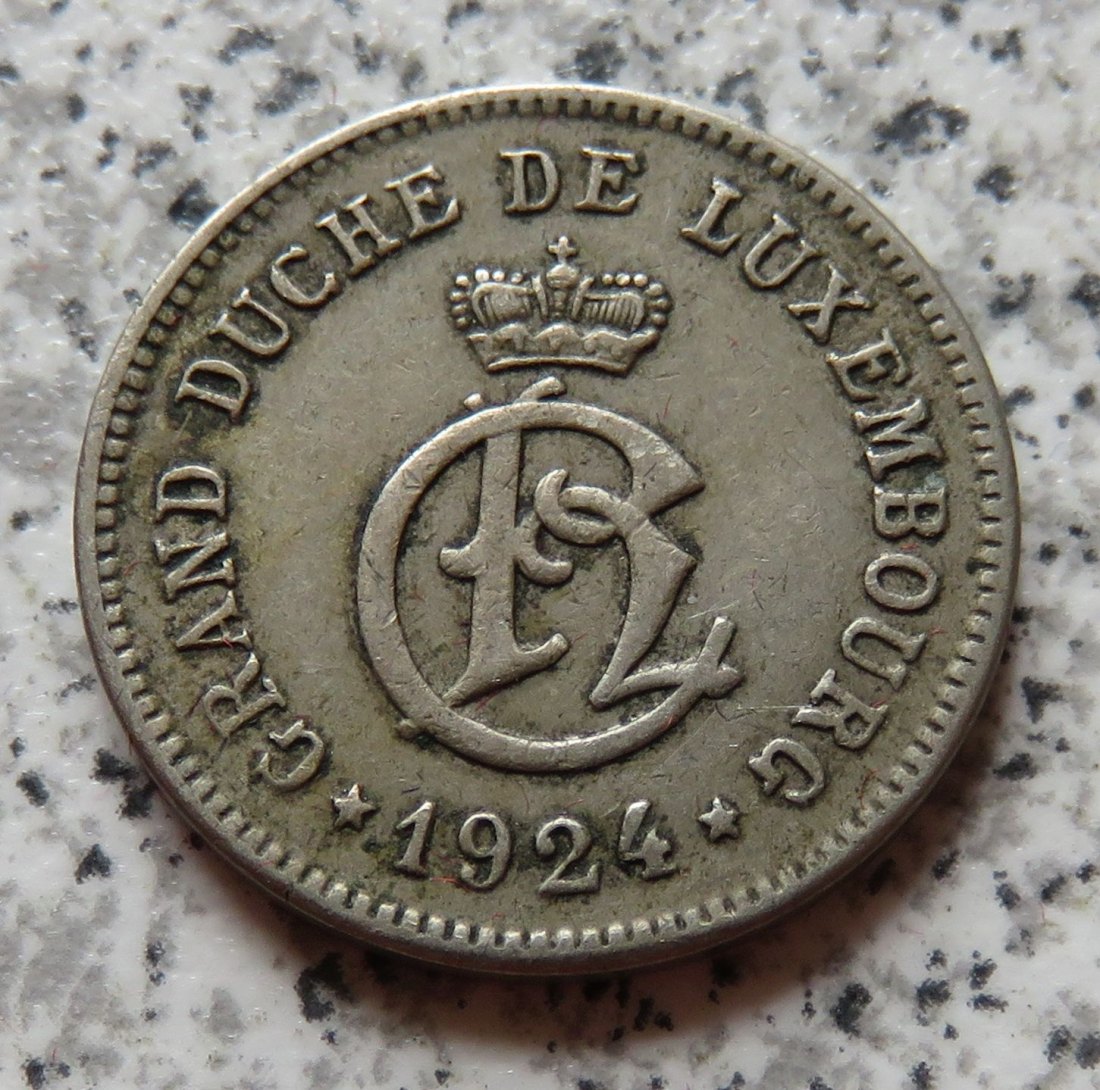 GRAND DUCHE DE LUXEMBOURG
★ 1924 ★